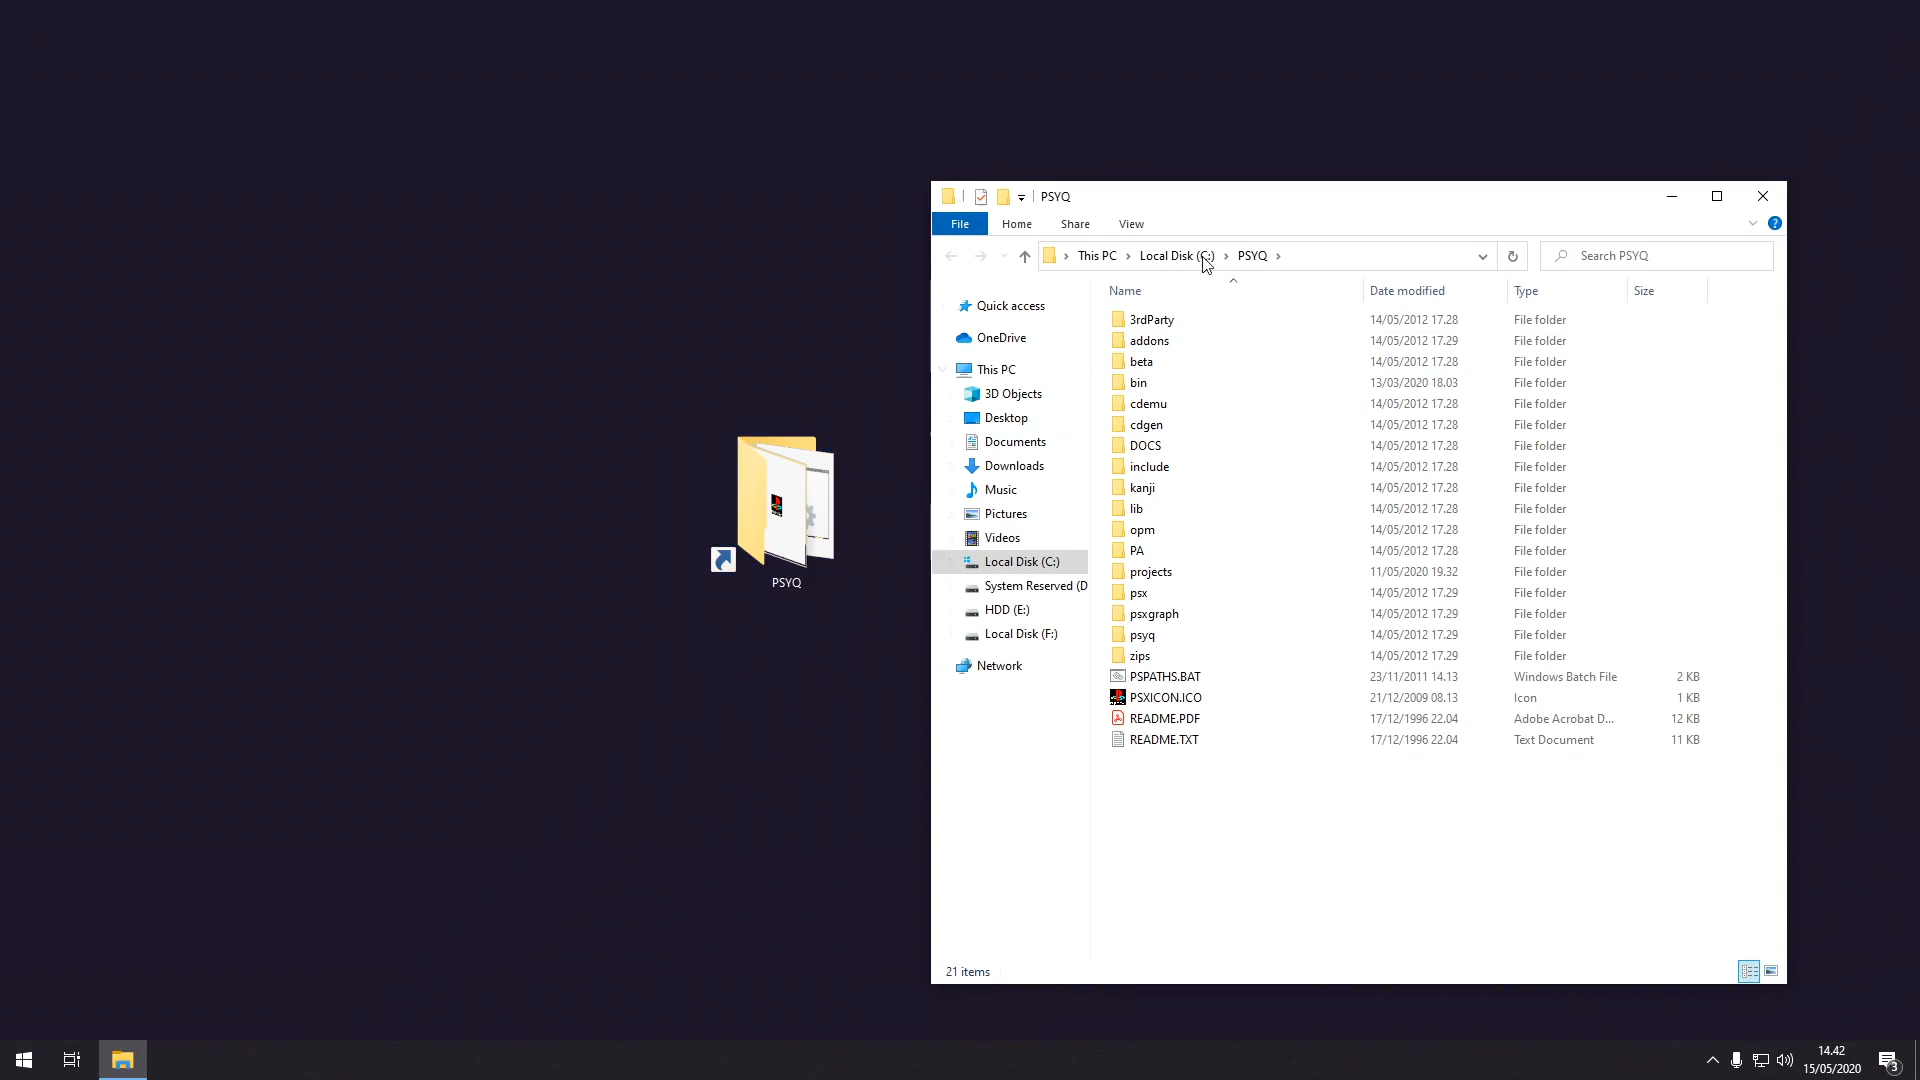 PSYQ
File Home Share View
This PC Local Disk (C:) PSYQ
Search PSYQ
Name Date modified Type Size
Quick access
OneDrive
This PC
3D Objects
Desktop
Documents
Downloads
Music
Pictures
Videos
Local Disk (C:)
System Reserved (D
HDD (E:)
Local Disk (F:)
Network
3rdParty 14/05/2012 17.28 File folder
addons 14/05/2012 17.29 File folder
beta 14/05/2012 17.28 File folder
bin 13/03/2020 18.03 File folder
cdemu 14/05/2012 17.28 File folder
cdgen 14/05/2012 17.28 File folder
DOCS 14/05/2012 17.28 File folder
include 14/05/2012 17.28 File folder
kanji 14/05/2012 17.28 File folder
lib 14/05/2012 17.28 File folder
opm 14/05/2012 17.28 File folder
PA 14/05/2012 17.28 File folder
projects 11/05/2020 19.32 File folder
psx 14/05/2012 17.29 File folder
psxgraph 14/05/2012 17.29 File folder
psyq 14/05/2012 17.29 File folder
zips 14/05/2012 17.29 File folder
PSPATHS.BAT 23/11/2011 14.13 Windows Batch File 2 KB
PSXICON.ICO 21/12/2009 08.13 Icon 1 KB
README.PDF 17/12/1996 22.04 Adobe Acrobat D... 12 KB
README.TXT 17/12/1996 22.04 Text Document 11 KB
21 items
PSYQ
14.42
15/05/2020
3